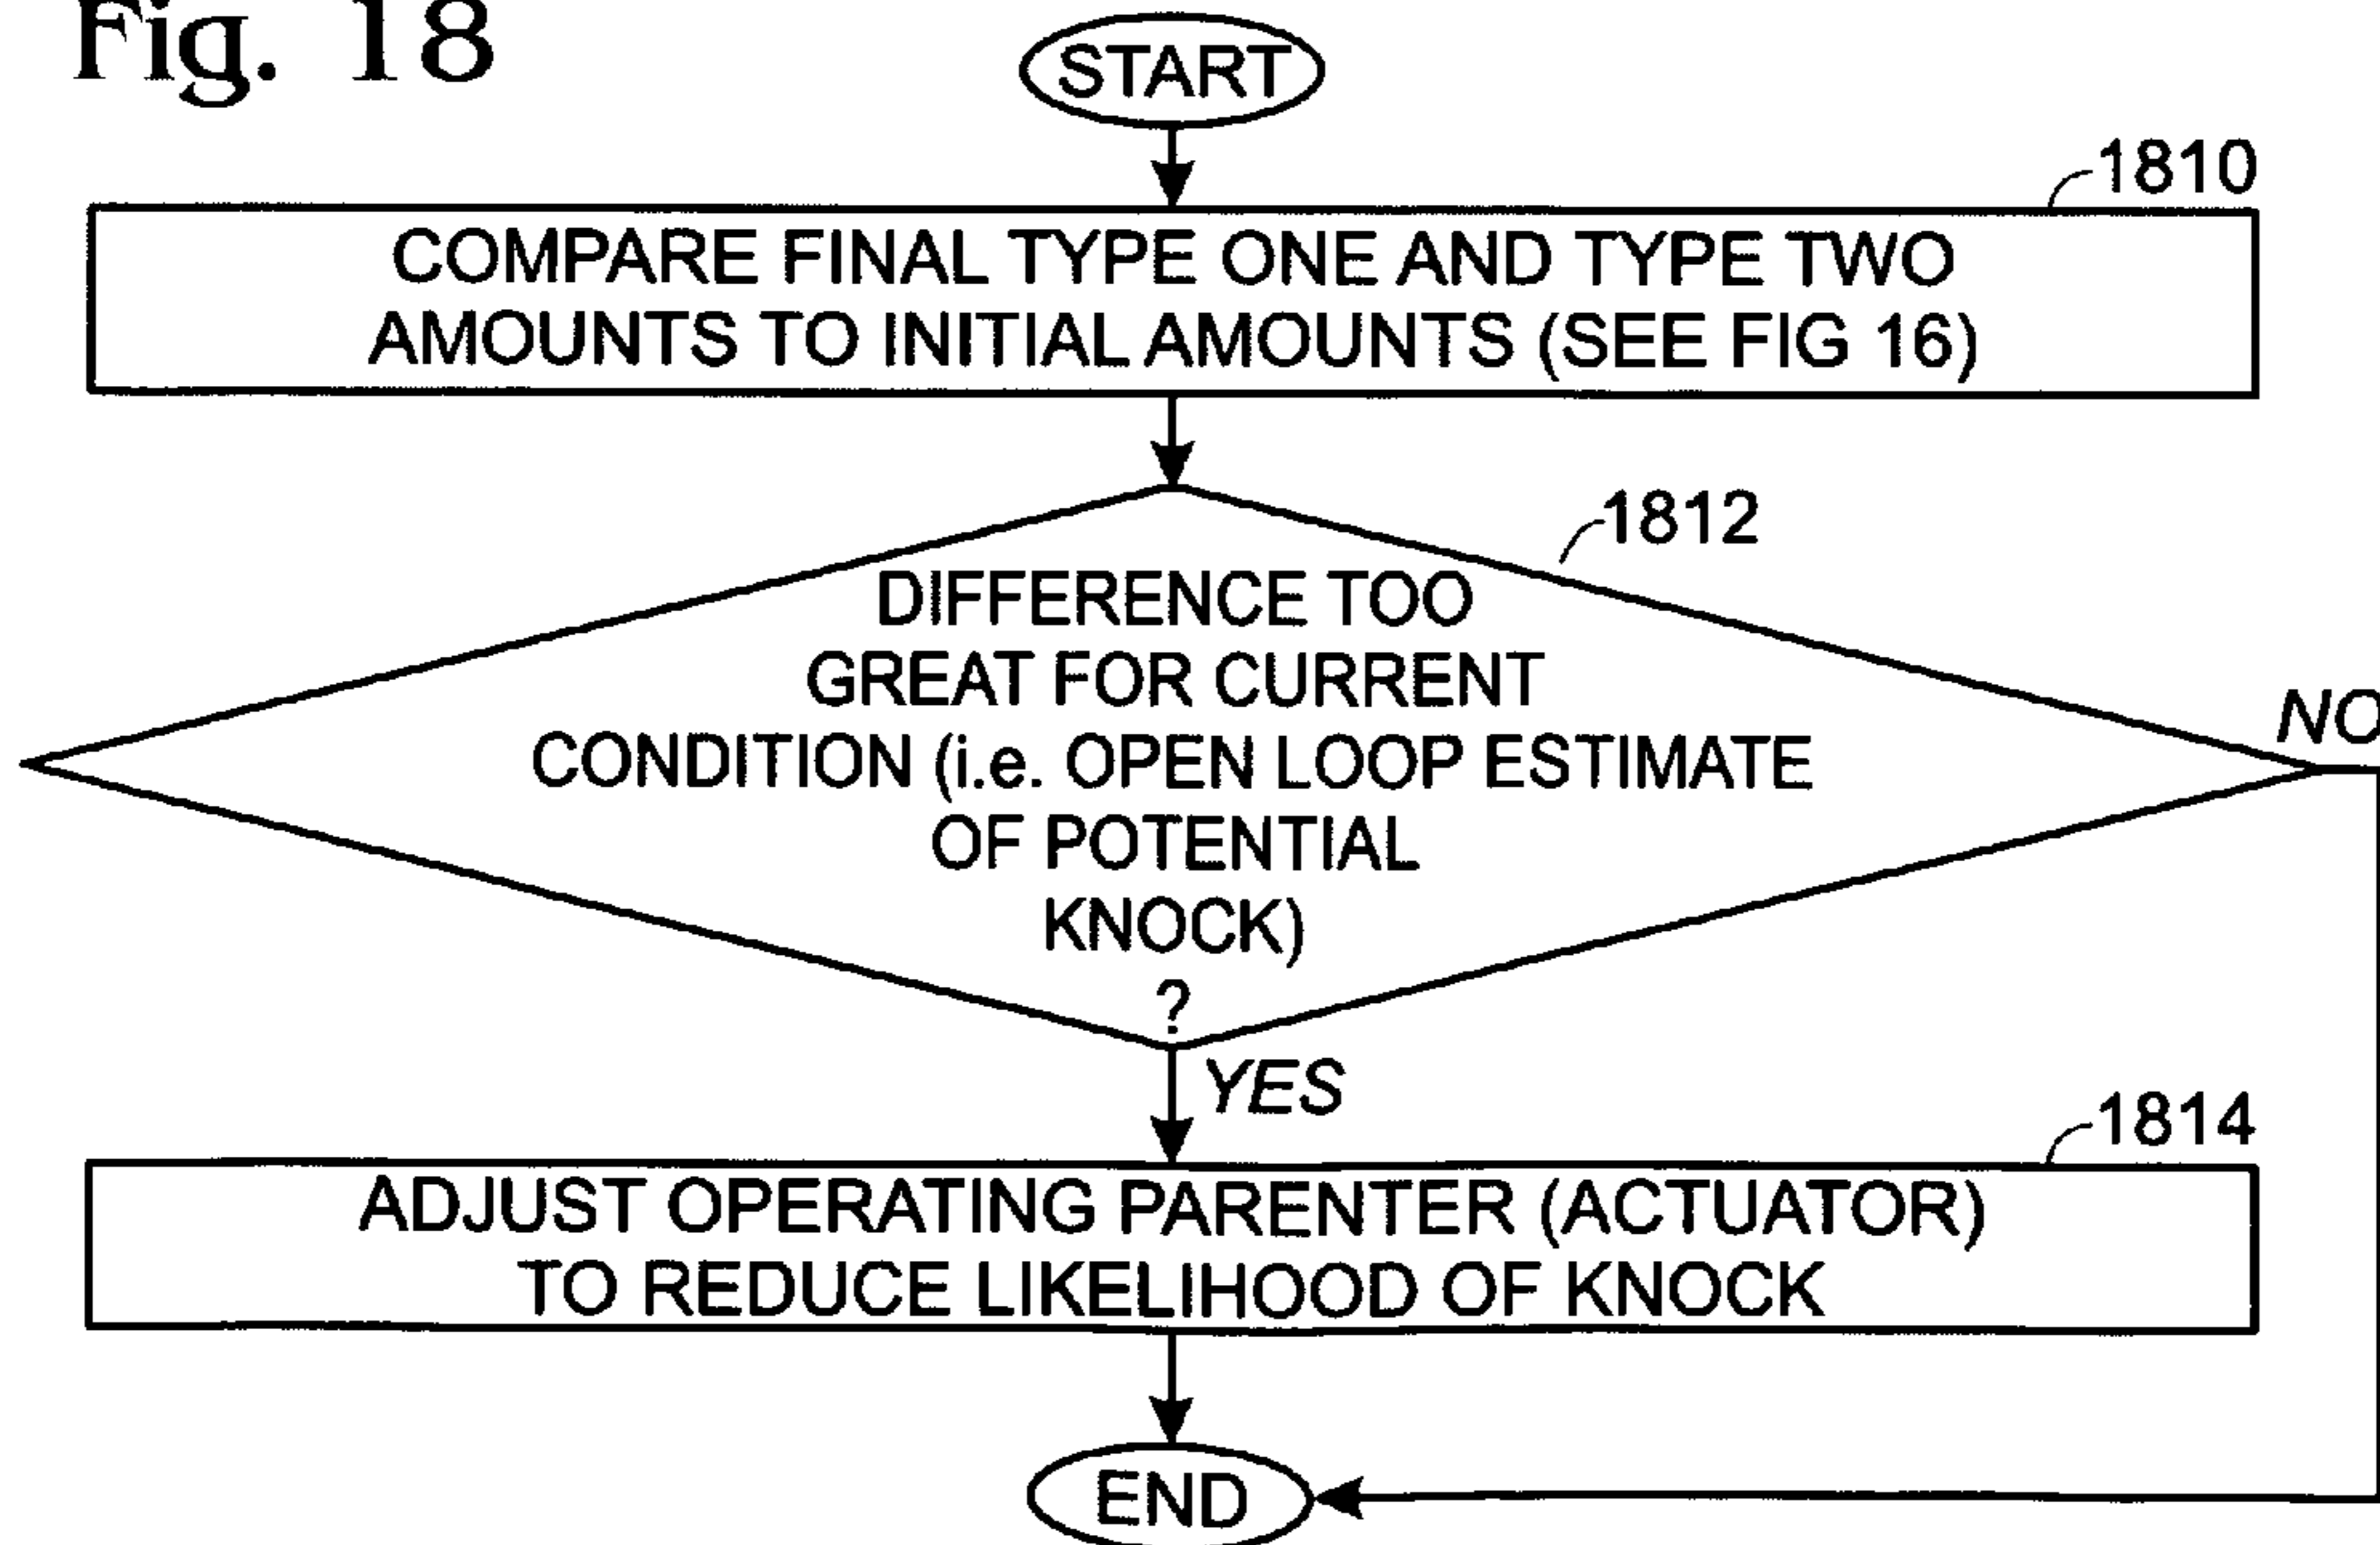 Fig. 18
START
1810
COMPARE FINAL TYPE ONE AND TYPE TWO
AMOUNTS TO INITIAL AMOUNTS (SEE FIG 16)
1812
DIFFERENCE TOO
GREAT FOR CURRENT
CONDITION (i.e. OPEN LOOP ESTIMATE
OF POTENTIAL
KNOCK)
?
NO
YES
1814
ADJUST OPERATING PARENTER (ACTUATOR)
TO REDUCE LIKELIHOOD OF KNOCK
END